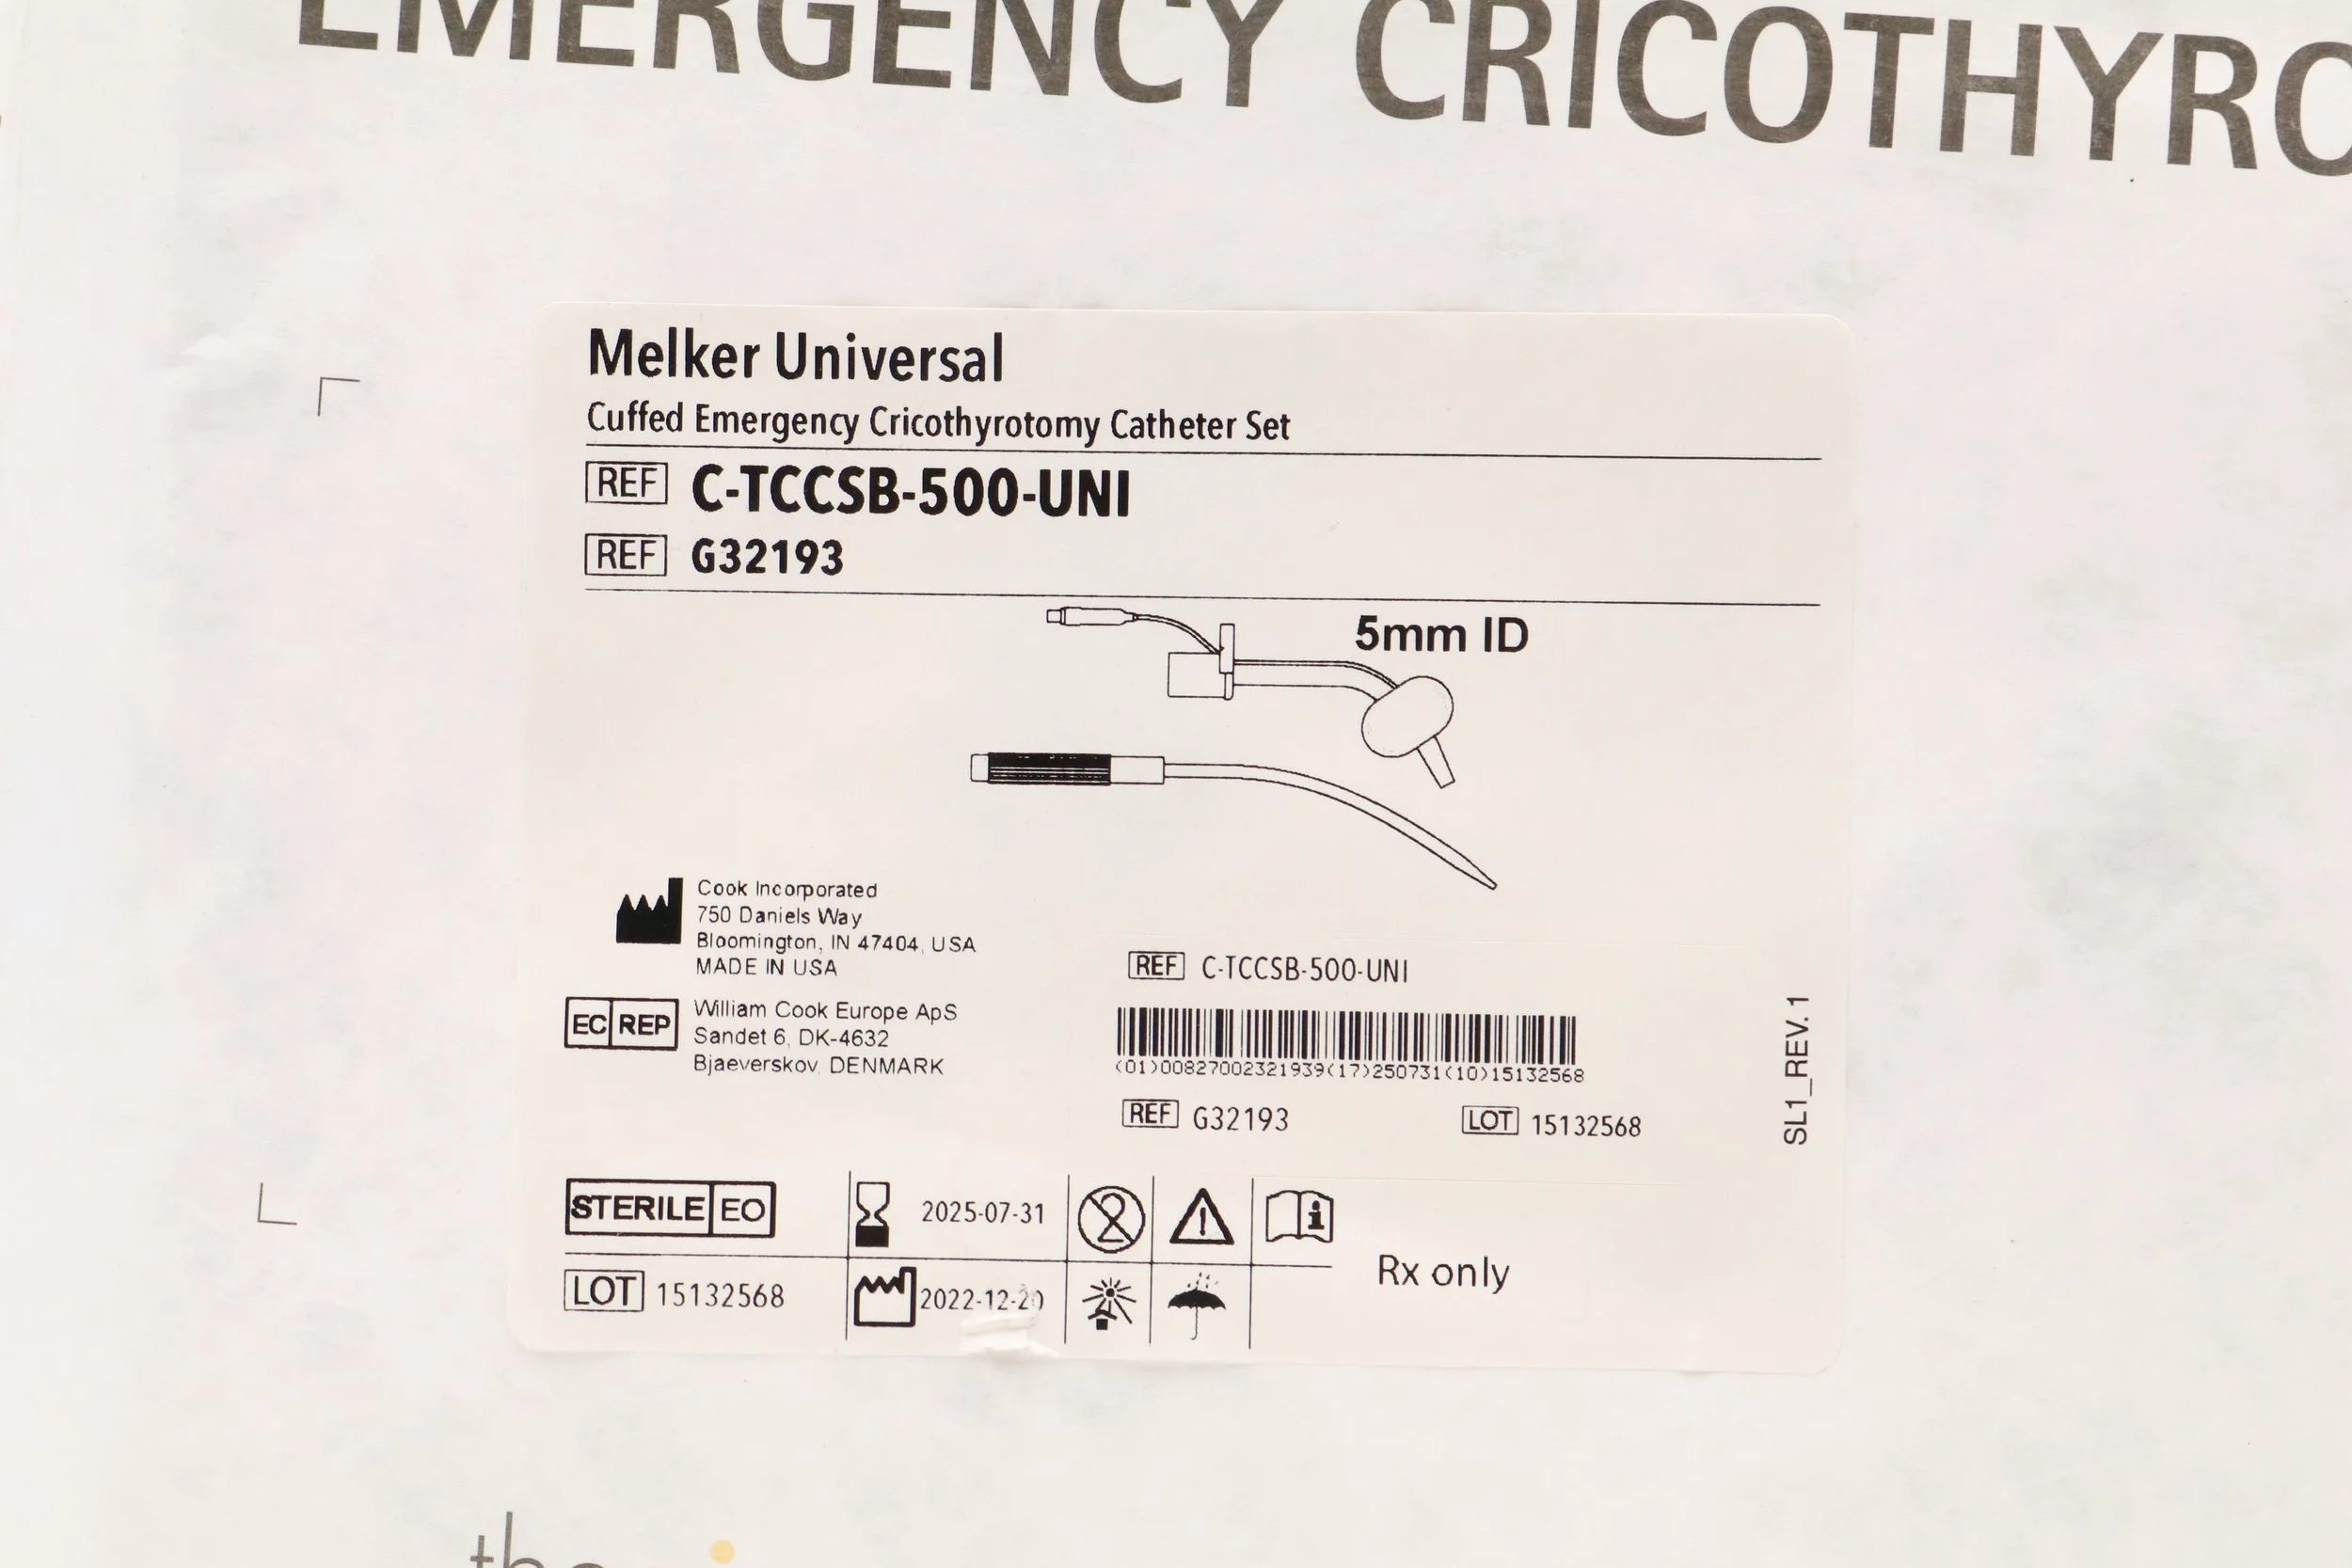 EMERGENCY CRICOTHYRO
Melker Universal
Cuffed Emergency Cricothyrotomy Catheter Set
REF C-TCCSB-500-UNI
REF G32193
5mm ID
Cook Incorporated
750 Daniels Way
Bloomington, IN 47404, USA
MADE IN USA
EC REP
William Cook Europe ApS
Sandet 6, DK-4632
Bjaeverskov, DENMARK
REF C-TCCSB-500-UNI
(01)00827002321939(17)250731(10)15132568
REF G32193 LOT 15132568
SL1_REV. 1
STERILE EO 2025-07-31
LOT 15132568 2022-12-20
Rx only